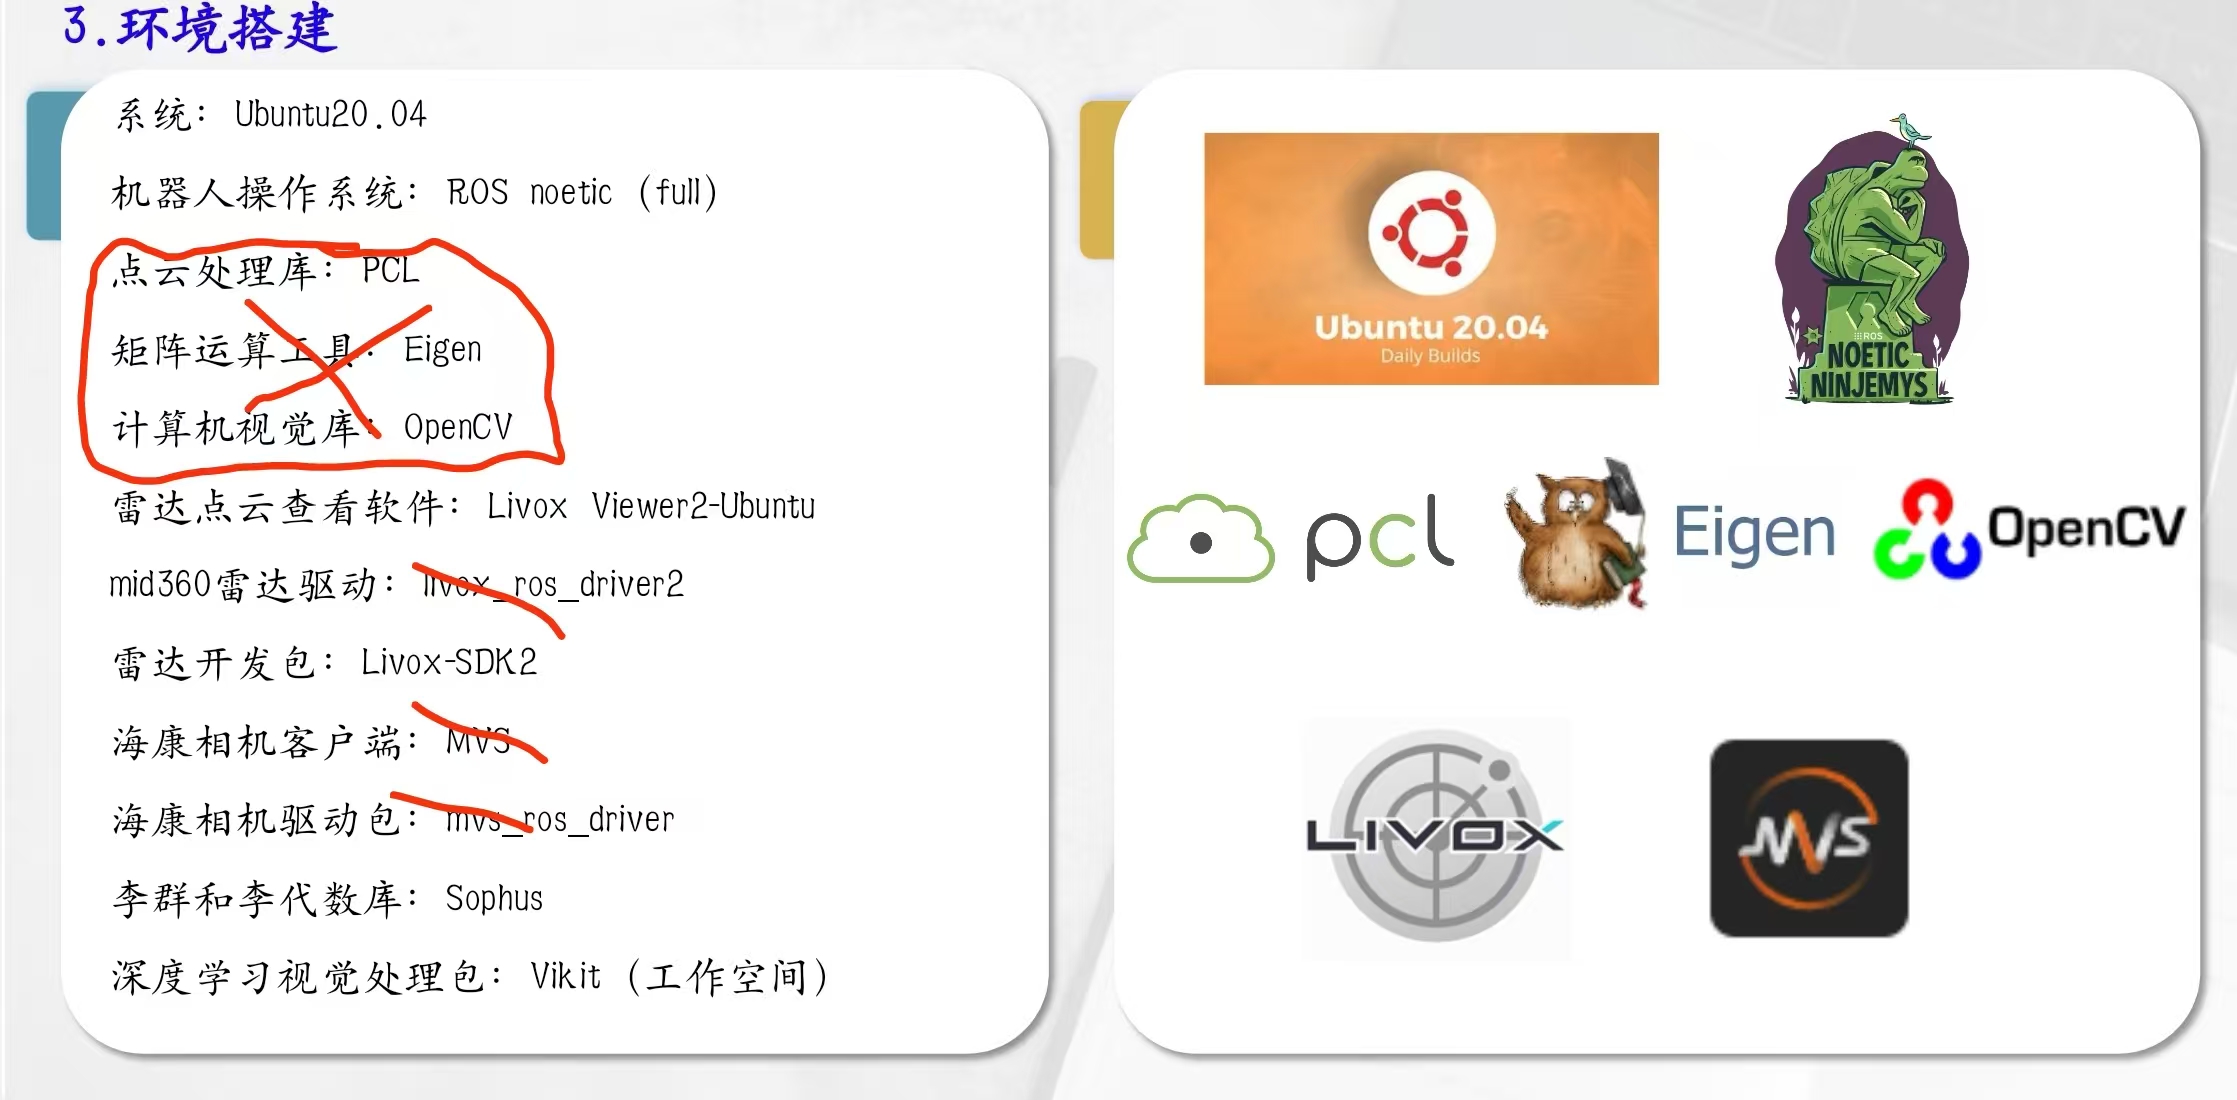 3.环境搭建
系统：Ubuntu20.04
机器人操作系统：ROS noetic（full）
点云处理库：PCL
矩阵运算工具：Eigen
计算机视觉库：OpenCV
雷达点云查看软件：Livox Viewer2-Ubuntu
mid360雷达驱动：livox_ros_driver2
雷达开发包：Livox-SDK2
海康相机客户端：MVS
海康相机驱动包：mvs_ros_driver
李群和李代数库：Sophus
深度学习视觉处理包：Vikit（工作空间）
Ubuntu 20.04
Daily Builds
ROS
NOETIC
NINJEMYS
pcl
Eigen
OpenCV
LIVOX
MVS